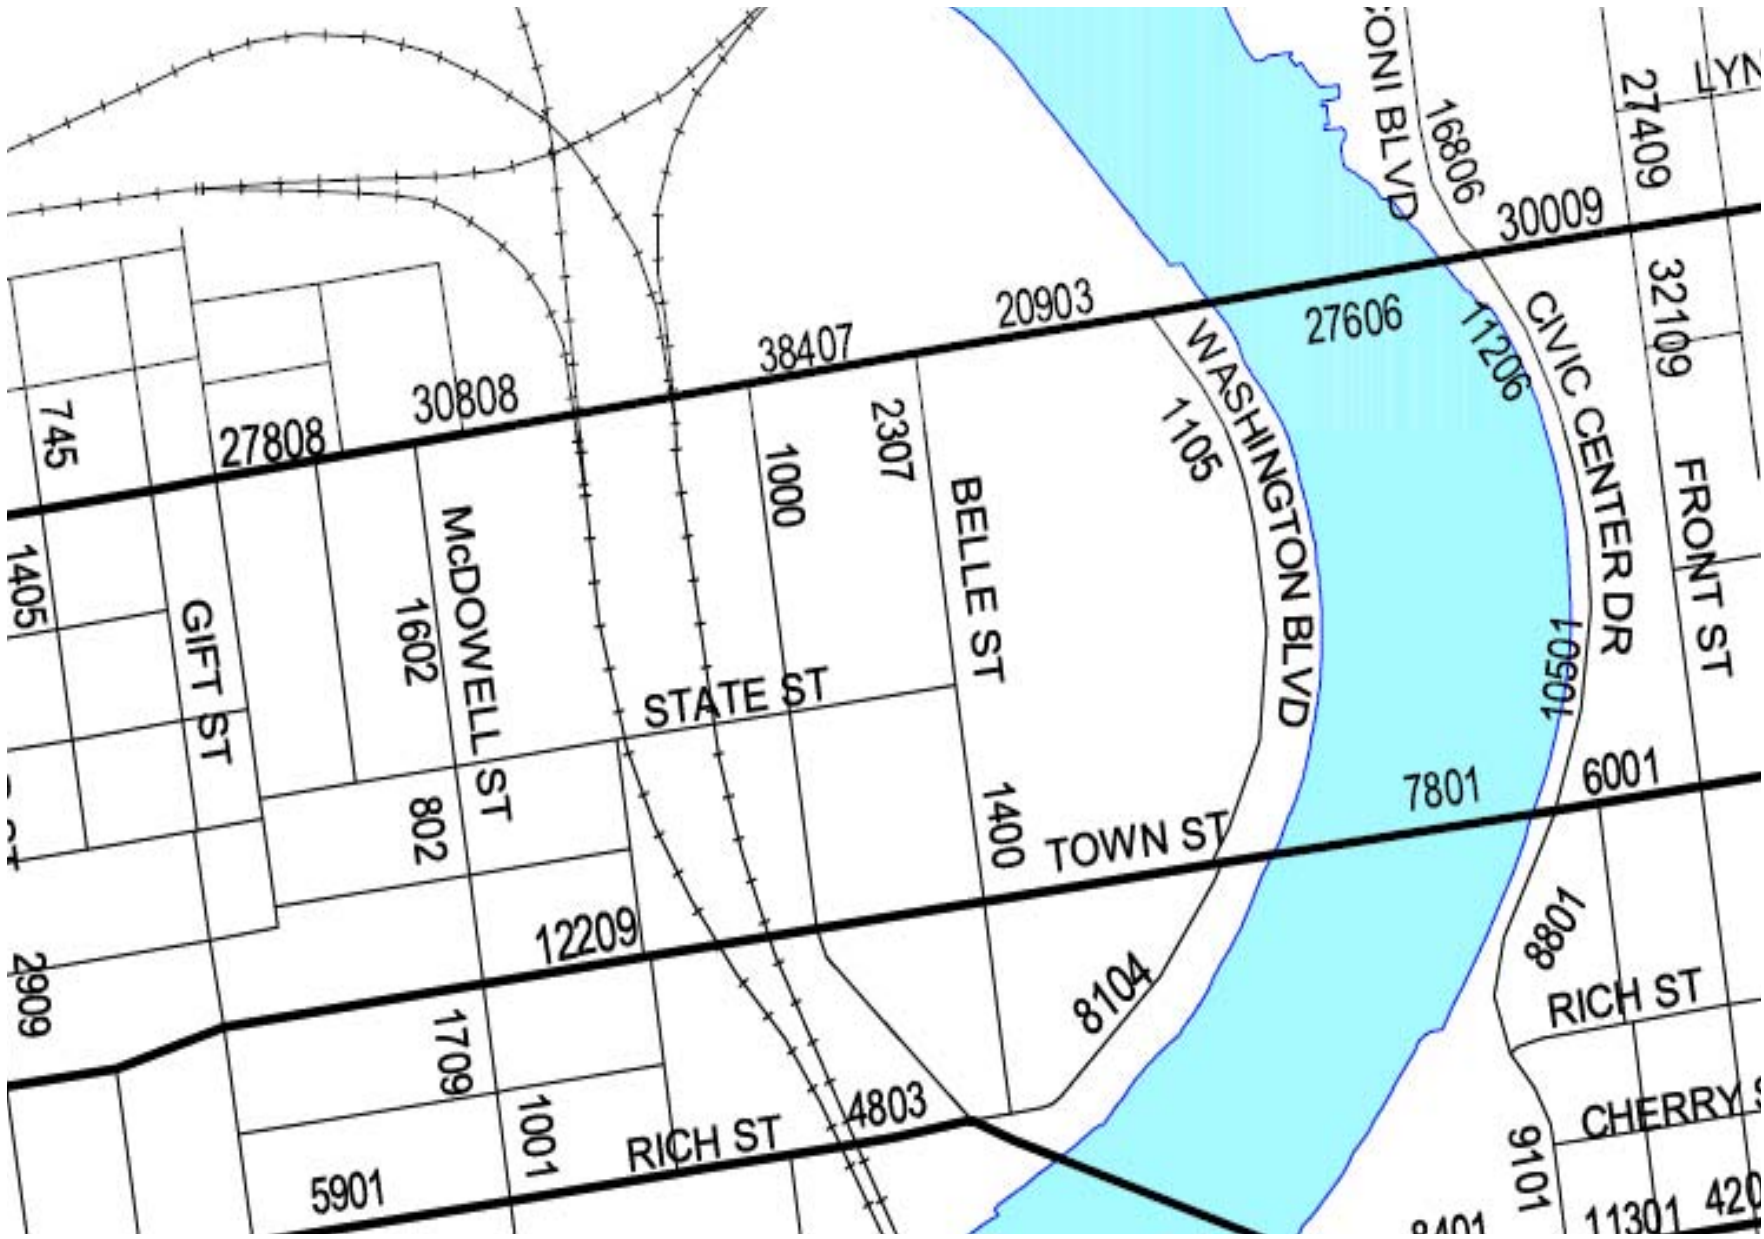 CONI BLVD
16806
27409
LYN
30009
32109
20903
27606
11206
CIVIC CENTER DR
38407
WASHINGTON BLVD
1105
30808
27808
745
2307
1000
BELLE ST
McDOWELL ST
FRONT ST
1405
GIFT ST
1602
STATE ST
10501
802
1400
TOWN ST
7801
6001
12209
8801
2909
8104
RICH ST
1709
1001
4803
RICH ST
CHERRY S
9101
5901
8401
11301
420